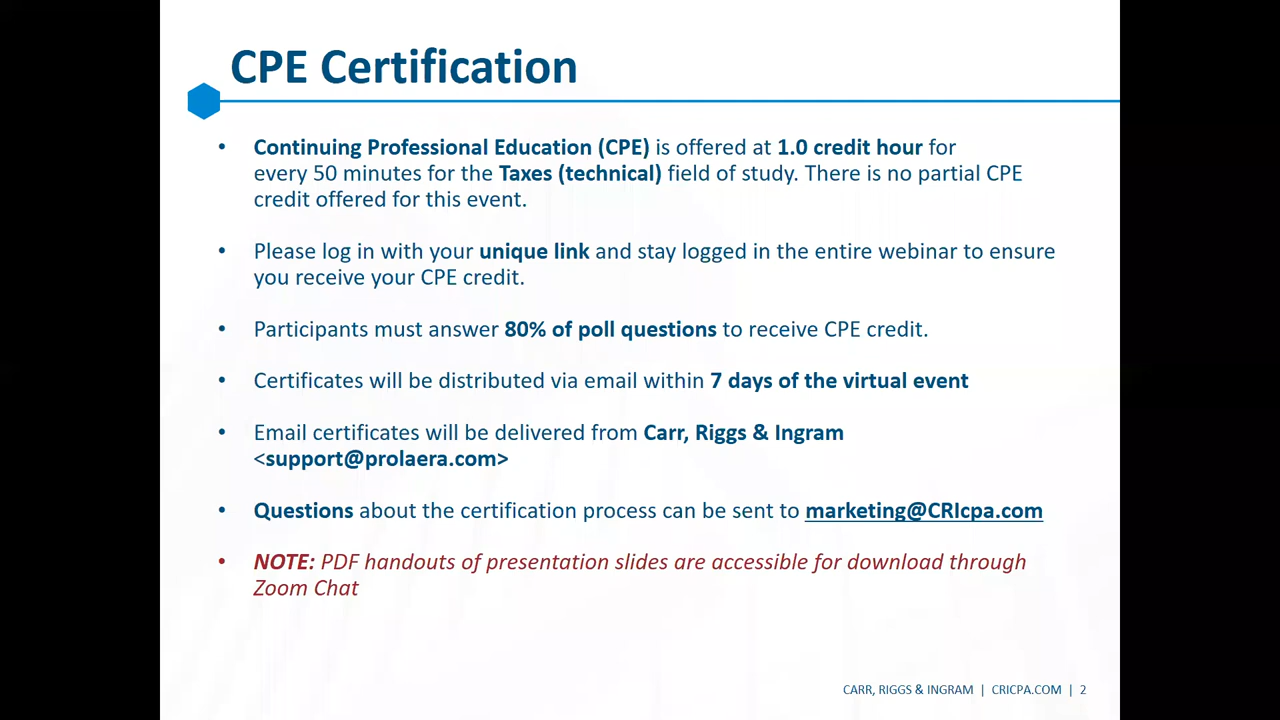 CPE Certification
• Continuing Professional Education (CPE) is offered at 1.0 credit hour for
every 50 minutes for the Taxes (technical) field of study. There is no partial CPE
credit offered for this event.
• Please log in with your unique link and stay logged in the entire webinar to ensure
you receive your CPE credit.
• Participants must answer 80% of poll questions to receive CPE credit.
• Certificates will be distributed via email within 7 days of the virtual event
• Email certificates will be delivered from Carr, Riggs & Ingram
<support@prolaera.com>
• Questions about the certification process can be sent to marketing@CRIcpa.com
• NOTE: PDF handouts of presentation slides are accessible for download through
Zoom Chat
CARR, RIGGS & INGRAM | CRICPA.COM | 2